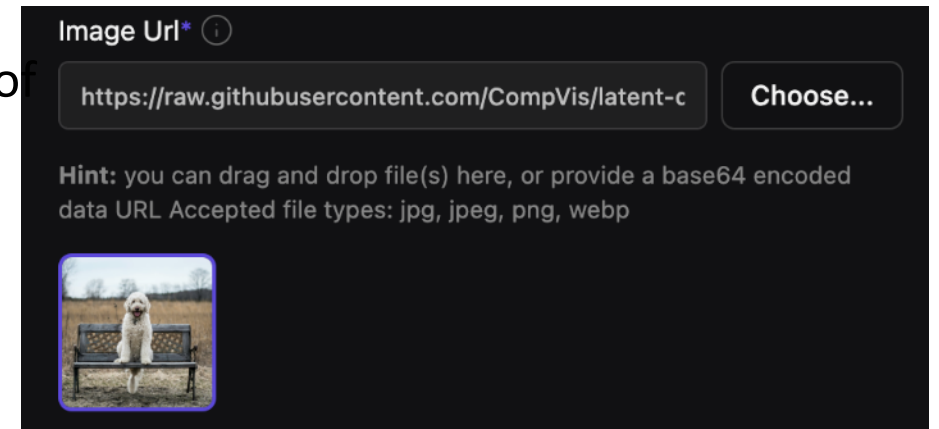 Image Url*
of
https://raw.githubusercontent.com/CompVis/latent-c
Choose...
Hint: you can drag and drop file(s) here, or provide a base64 encoded
data URL Accepted file types: jpg, jpeg, png, webp